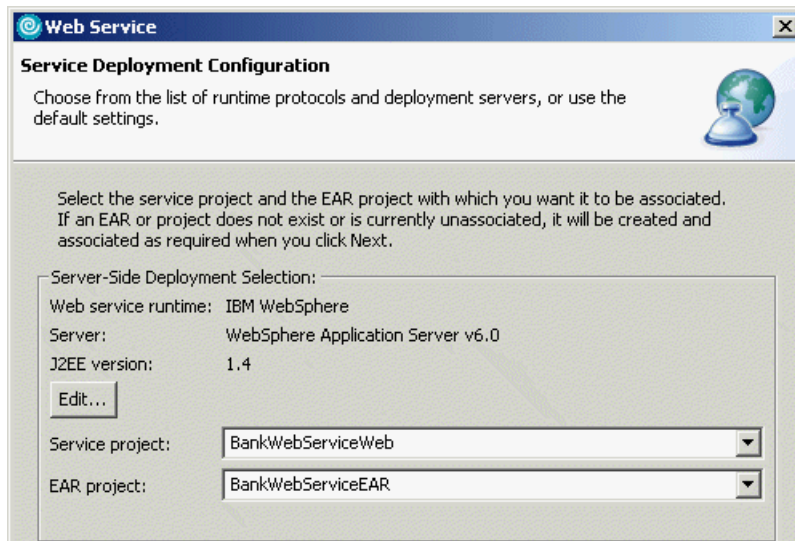 Web Service
Service Deployment Configuration
Choose from the list of runtime protocols and deployment servers, or use the
default settings.
Select the service project and the EAR project with which you want it to be associated.
If an EAR or project does not exist or is currently unassociated, it will be created and
associated as required when you click Next.
Server-Side Deployment Selection:
Web service runtime: IBM WebSphere
Server: WebSphere Application Server v6.0
J2EE version: 1.4
Edit...
Service project: BankWebServiceWeb
EAR project: BankWebServiceEAR